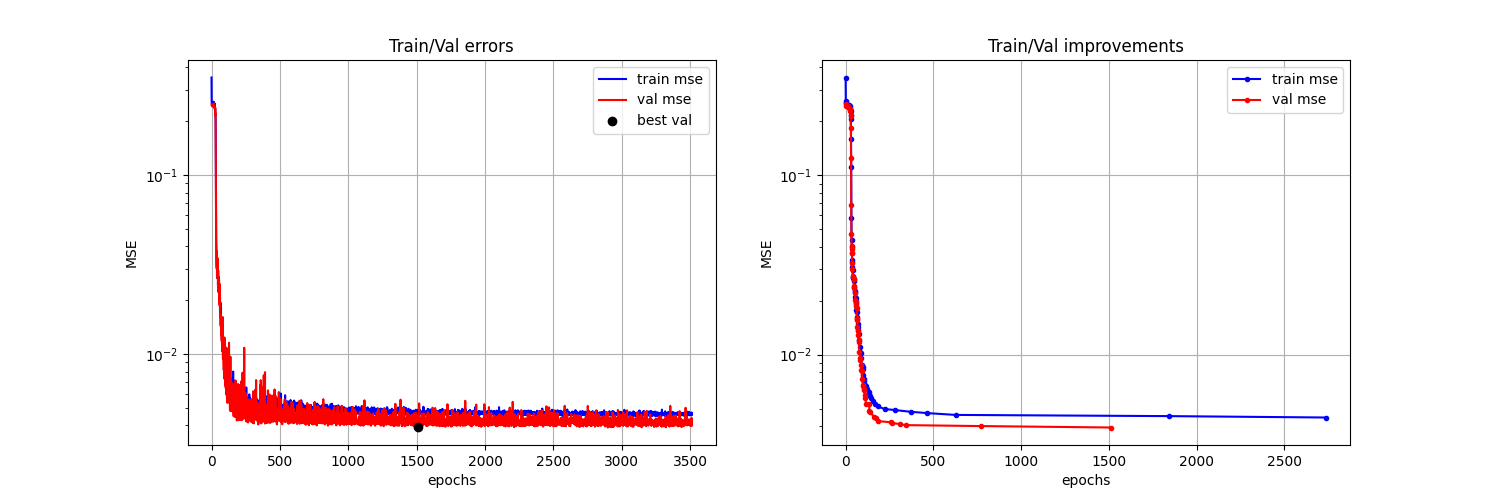 Train/Val errors
train mse
val mse
best val
10⁻¹
10⁻²
MSE
0 500 1000 1500 2000 2500 3000 3500
epochs
Train/Val improvements
train mse
val mse
10⁻¹
10⁻²
MSE
0 500 1000 1500 2000 2500
epochs